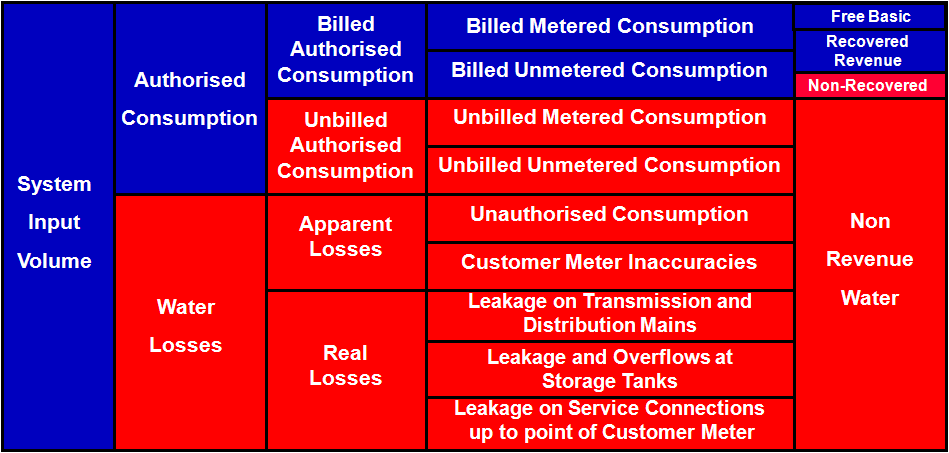 System
Input
Volume
Authorised
Consumption
Water
Losses
Billed
Authorised
Consumption
Unbilled
Authorised
Consumption
Apparent
Losses
Real
Losses
Billed Metered Consumption
Billed Unmetered Consumption
Unbilled Metered Consumption
Unbilled Unmetered Consumption
Unauthorised Consumption
Customer Meter Inaccuracies
Leakage on Transmission and
Distribution Mains
Leakage and Overflows at
Storage Tanks
Leakage on Service Connections
up to point of Customer Meter
Free Basic
Recovered
Revenue
Non-Recovered
Non
Revenue
Water